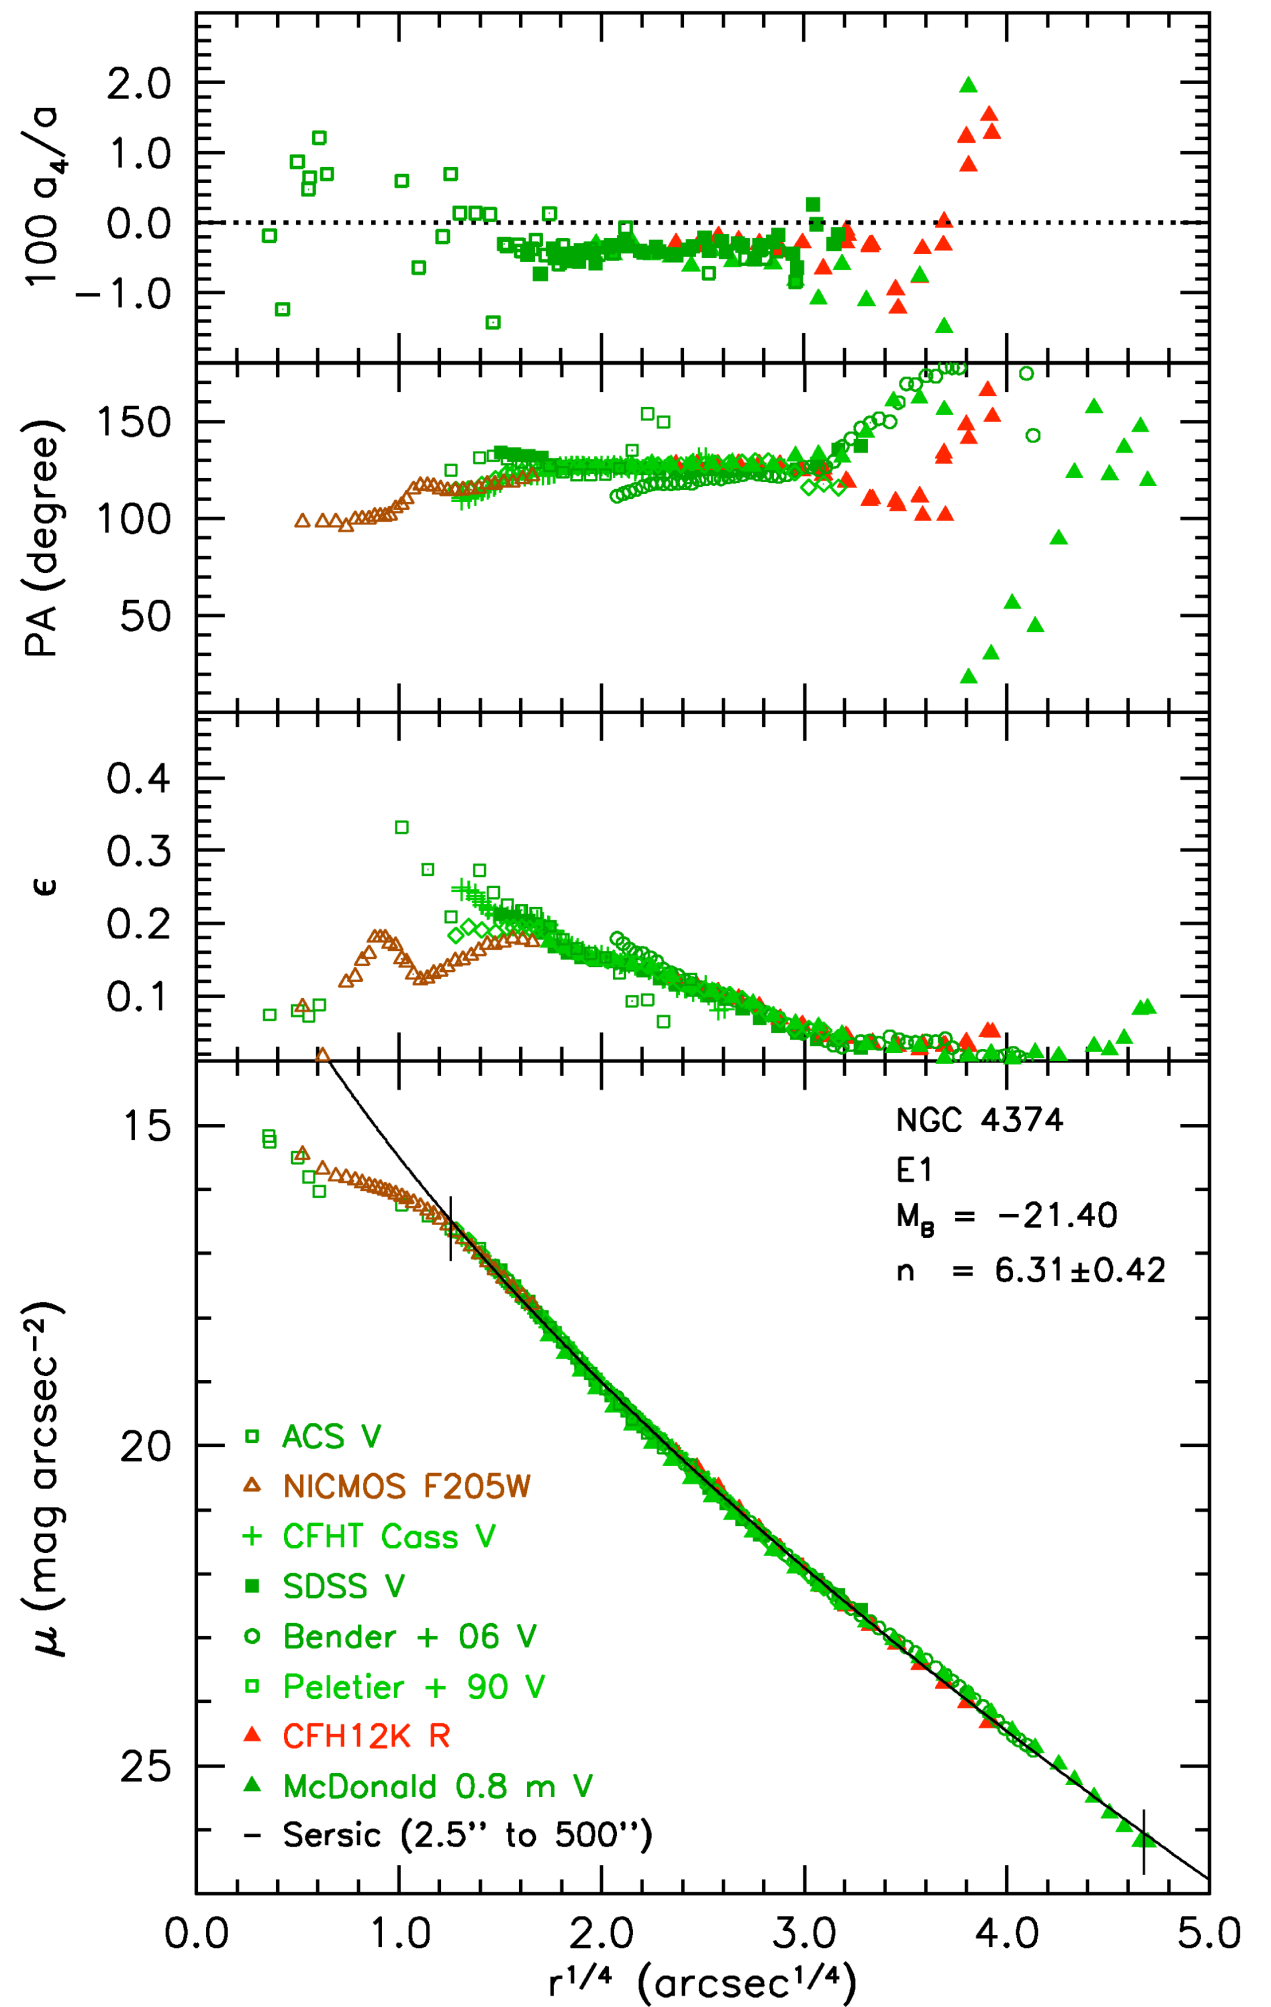 100 a₄/a
2.0
1.0
0.0
−1.0
PA (degree)
150
100
50
ϵ
0.4
0.3
0.2
0.1
μ (mag arcsec⁻²)
15
20
25
NGC 4374
E1
M_B = −21.40
n = 6.31±0.42
ACS V
NICMOS F205W
CFHT Cass V
SDSS V
Bender + 06 V
Peletier + 90 V
CFH12K R
McDonald 0.8 m V
− Sersic (2.5'' to 500'')
0.0 1.0 2.0 3.0 4.0 5.0
r¹/⁴ (arcsec¹/⁴)